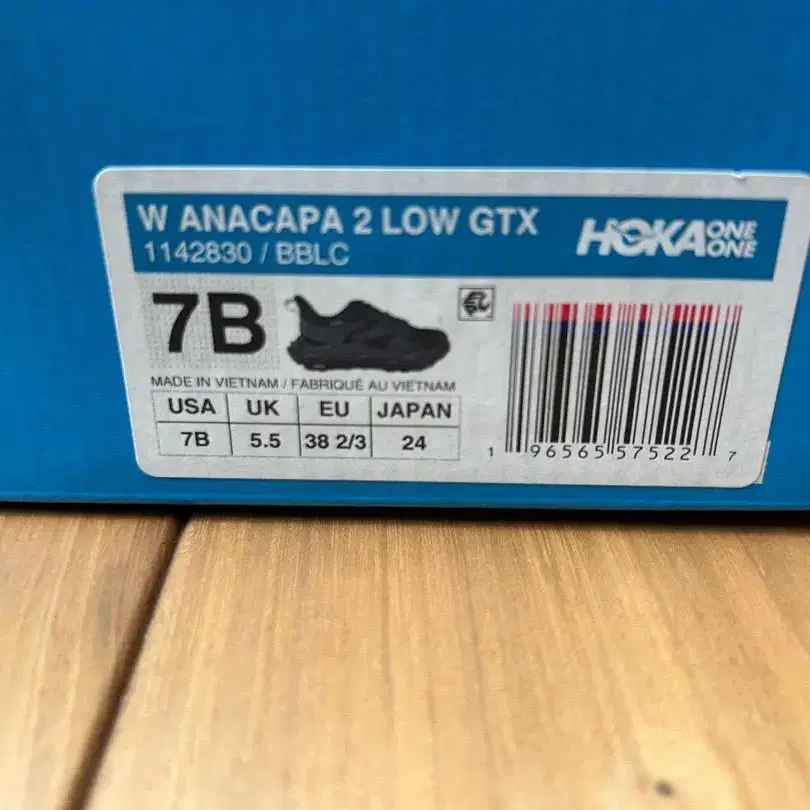 W ANACAPA 2 LOW GTX
1142830 / BBLC
HOKA ONE ONE
7B
MADE IN VIETNAM / FABRIQUÉ AU VIETNAM
USA UK EU JAPAN
7B 5.5 38 2/3 24
1 96565 57522 7